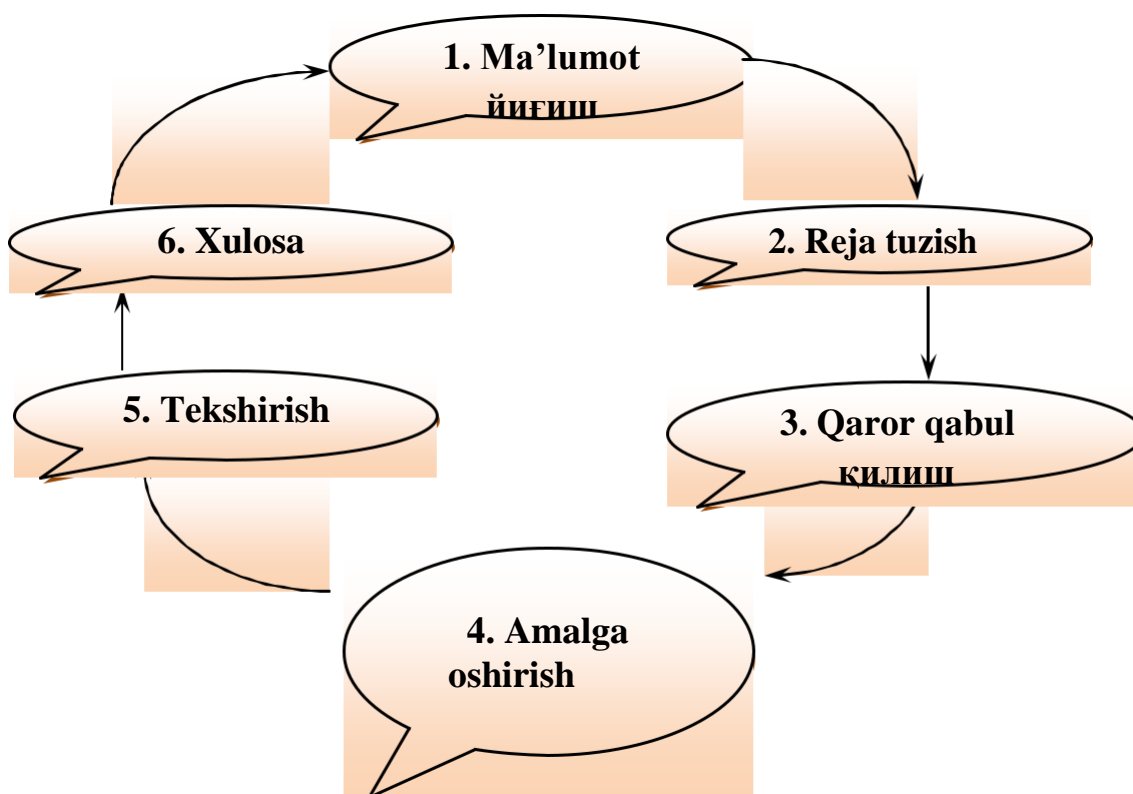 1. Ma’lumot
йиғиш
2. Reja tuzish
3. Qaror qabul
қилиш
4. Amalga
oshirish
5. Tekshirish
6. Xulosa